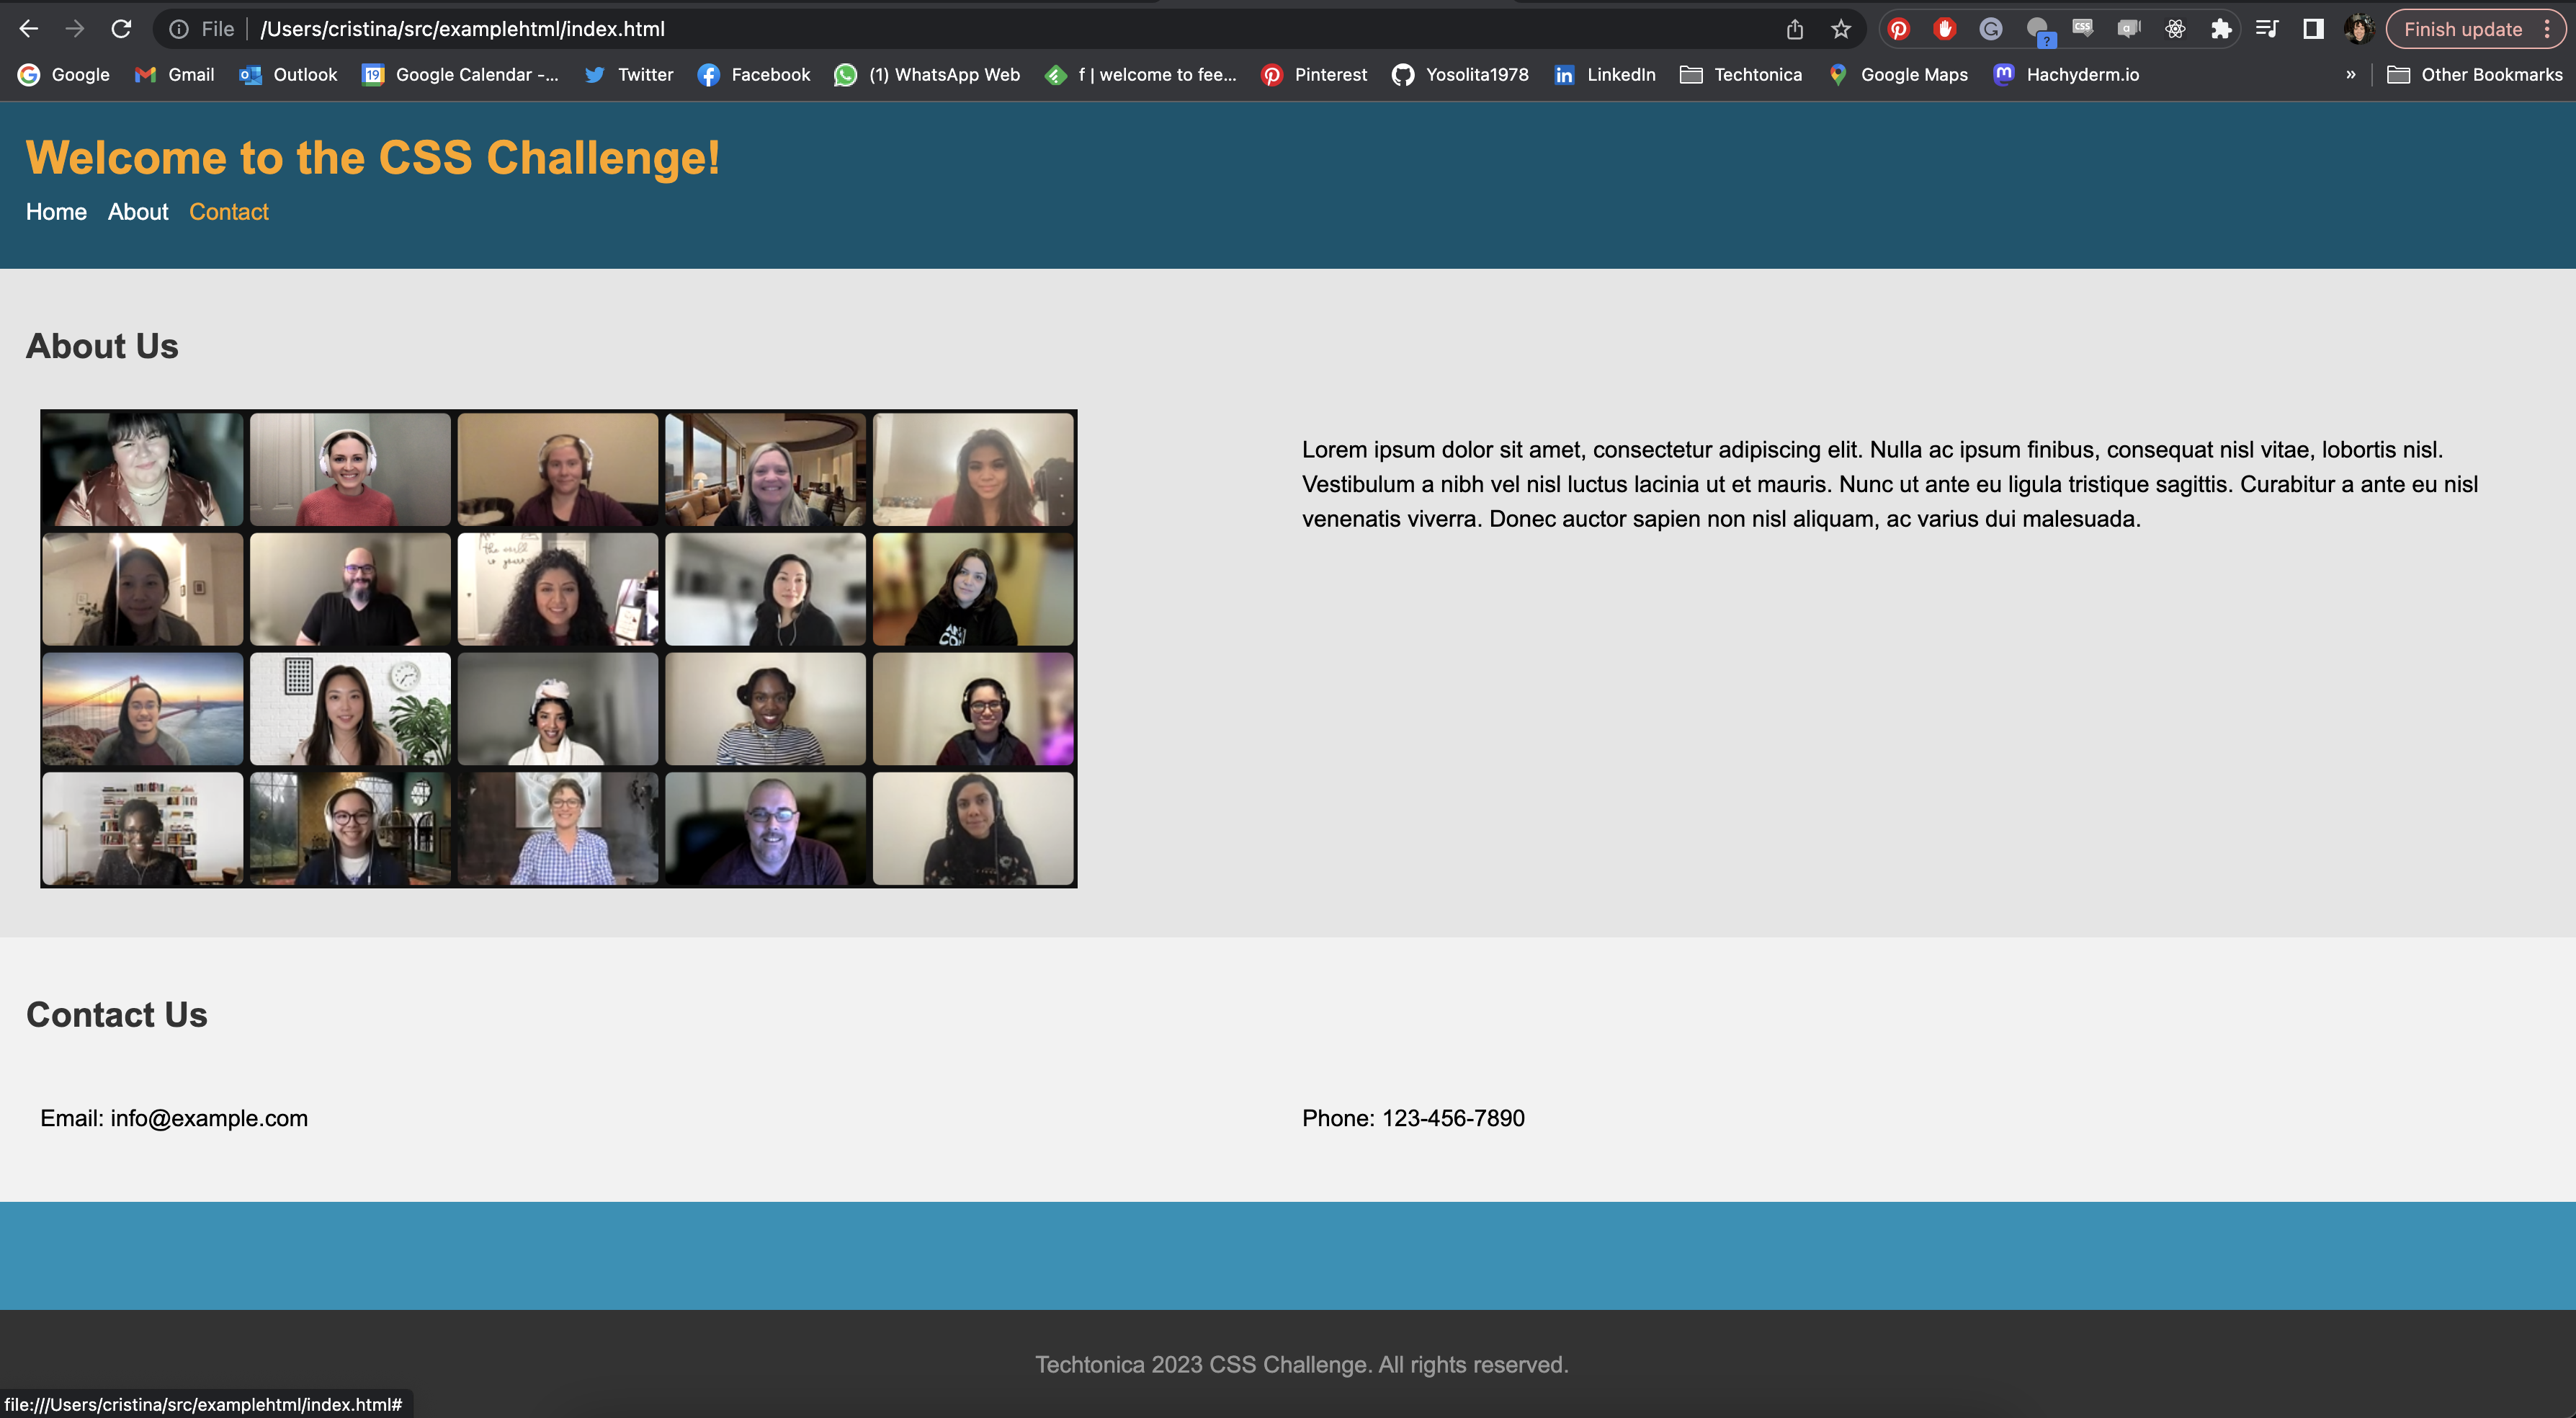 File /Users/cristina/src/examplehtml/index.html Finish update
Google Gmail Outlook 19 Google Calendar -... Twitter Facebook (1) WhatsApp Web f | welcome to fee... Pinterest Yosolita1978 LinkedIn Techtonica Google Maps Hachyderm.io » Other Bookmarks
Welcome to the CSS Challenge!
Home About Contact
About Us
Lorem ipsum dolor sit amet, consectetur adipiscing elit. Nulla ac ipsum finibus, consequat nisl vitae, lobortis nisl.
Vestibulum a nibh vel nisl luctus lacinia ut et mauris. Nunc ut ante eu ligula tristique sagittis. Curabitur a ante eu nisl
venenatis viverra. Donec auctor sapien non nisl aliquam, ac varius dui malesuada.
Contact Us
Email: info@example.com Phone: 123-456-7890
Techtonica 2023 CSS Challenge. All rights reserved.
file:///Users/cristina/src/examplehtml/index.html#